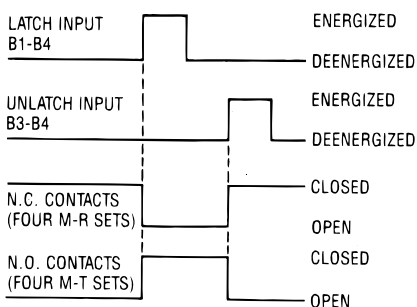 LATCH INPUT
B1-B4
ENERGIZED
DEENERGIZED
UNLATCH INPUT
B3-B4
ENERGIZED
DEENERGIZED
N.C. CONTACTS
(FOUR M-R SETS)
CLOSED
OPEN
N.O. CONTACTS
(FOUR M-T SETS)
CLOSED
OPEN